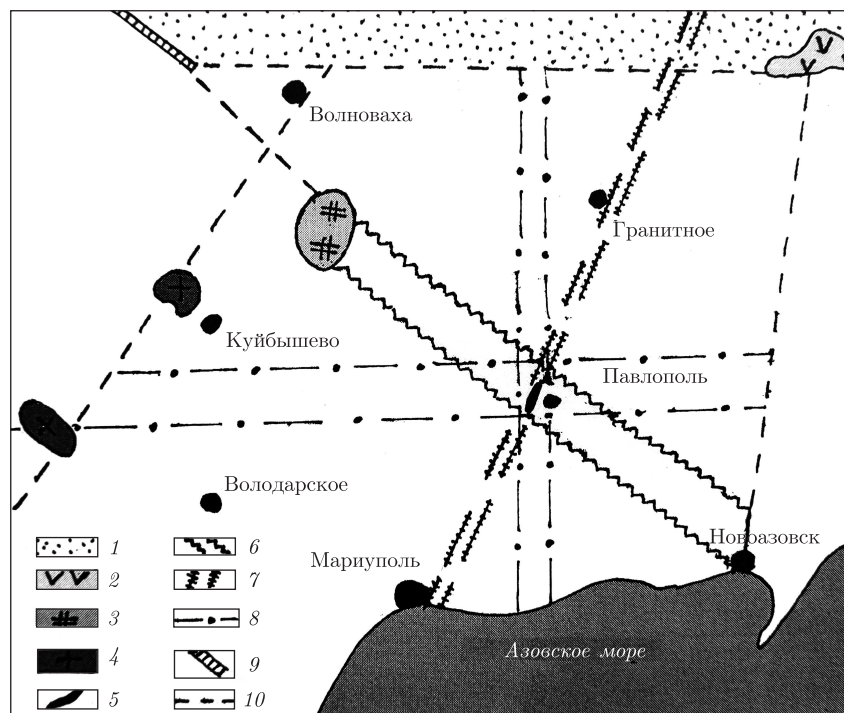 Волноваха
Гранитное
Куйбышево
Павлополь
Володарское
Новоазовск
Мариуполь
Азовское море
1
2
3
4
5
6
7
8
9
10